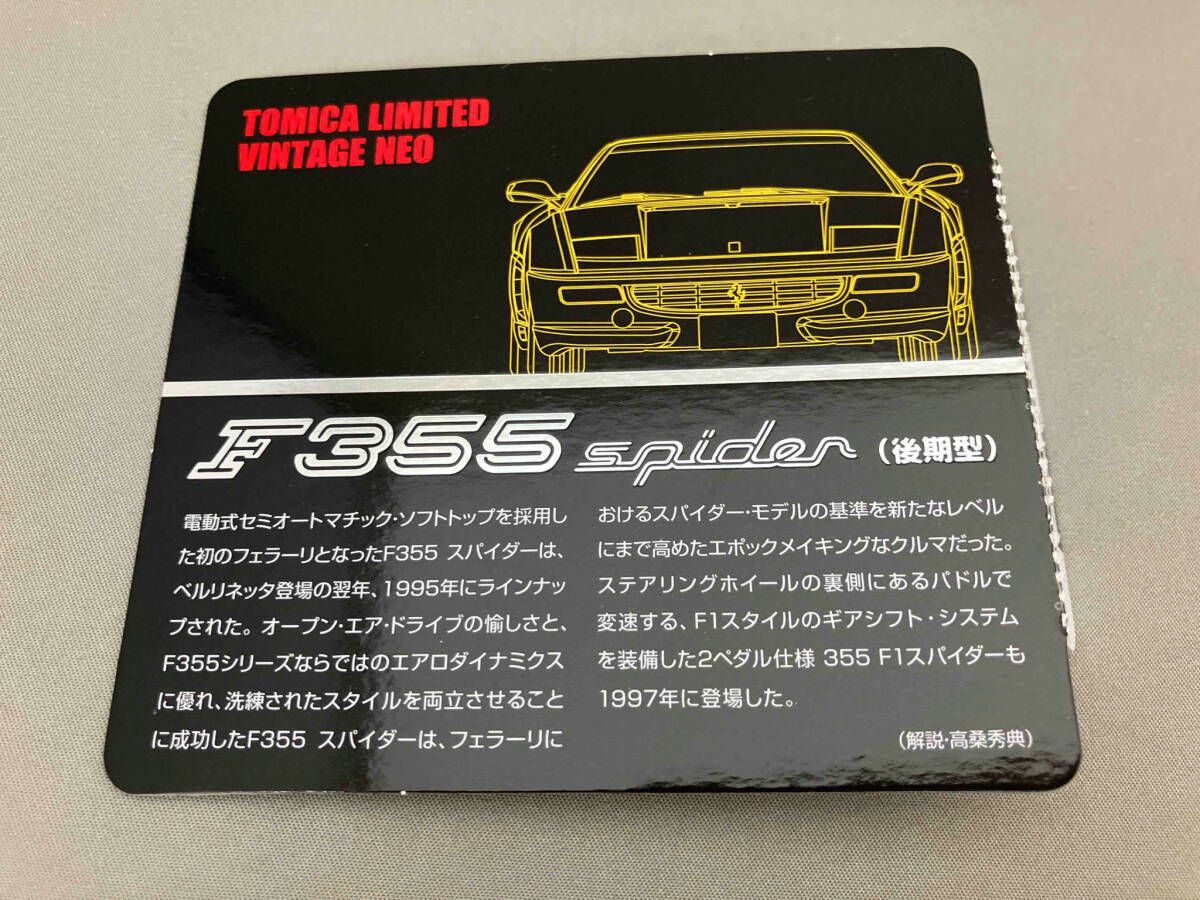 TOMICA LIMITED
VINTAGE NEO
F355 spider (後期型)
電動式セミオートマチック・ソフトトップを採用し
た初のフェラーリとなったF355 スパイダーは、
ベルリネッタ登場の翌年、1995年にラインナッ
プされた。オープン・エア・ドライブの愉しさと、
F355シリーズならではのエアロダイナミクス
に優れ、洗練されたスタイルを両立させること
に成功したF355 スパイダーは、フェラーリに
おけるスパイダー・モデルの基準を新たなレベル
にまで高めたエポックメイキングなクルマだった。
ステアリングホイールの裏側にあるパドルで
変速する、F1スタイルのギアシフト・システム
を装備した2ペダル仕様 355 F1スパイダーも
1997年に登場した。
(解説・高桑秀典)